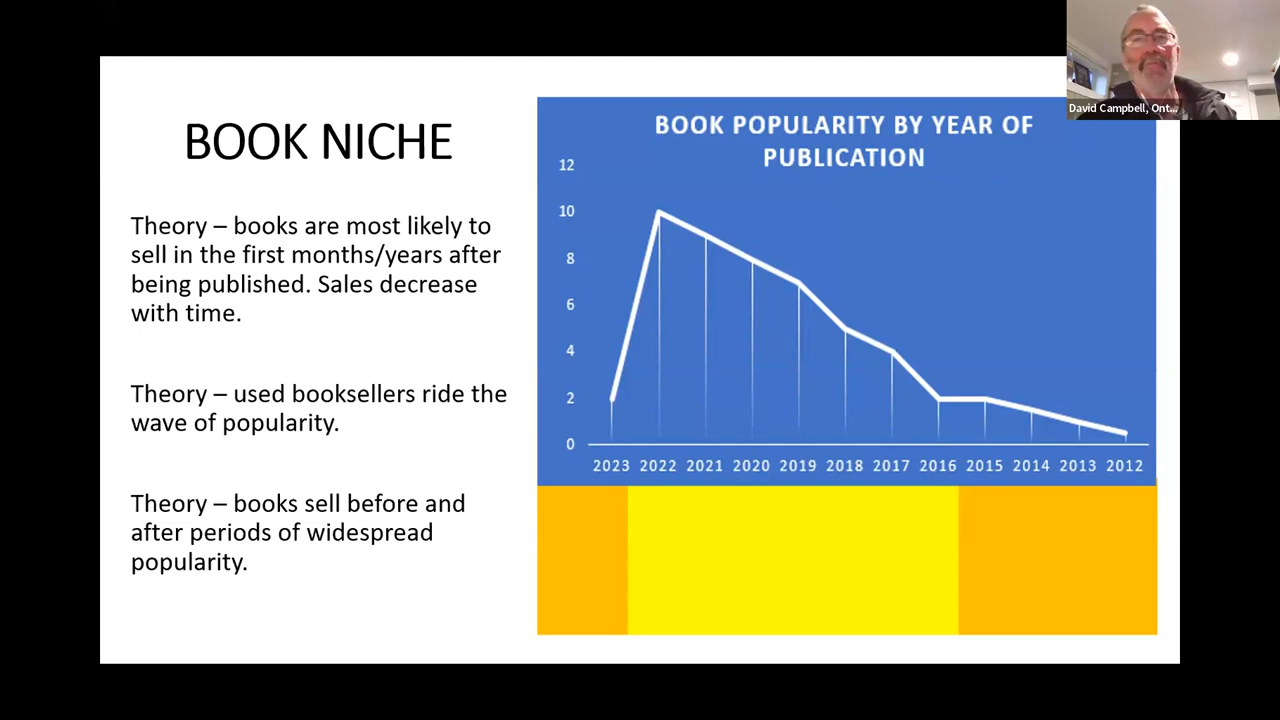 BOOK NICHE
Theory – books are most likely to
sell in the first months/years after
being published. Sales decrease
with time.
Theory – used booksellers ride the
wave of popularity.
Theory – books sell before and
after periods of widespread
popularity.
BOOK POPULARITY BY YEAR OF
PUBLICATION
12
10
8
6
4
2
0
2023 2022 2021 2020 2019 2018 2017 2016 2015 2014 2013 2012
David Campbell, Ont...